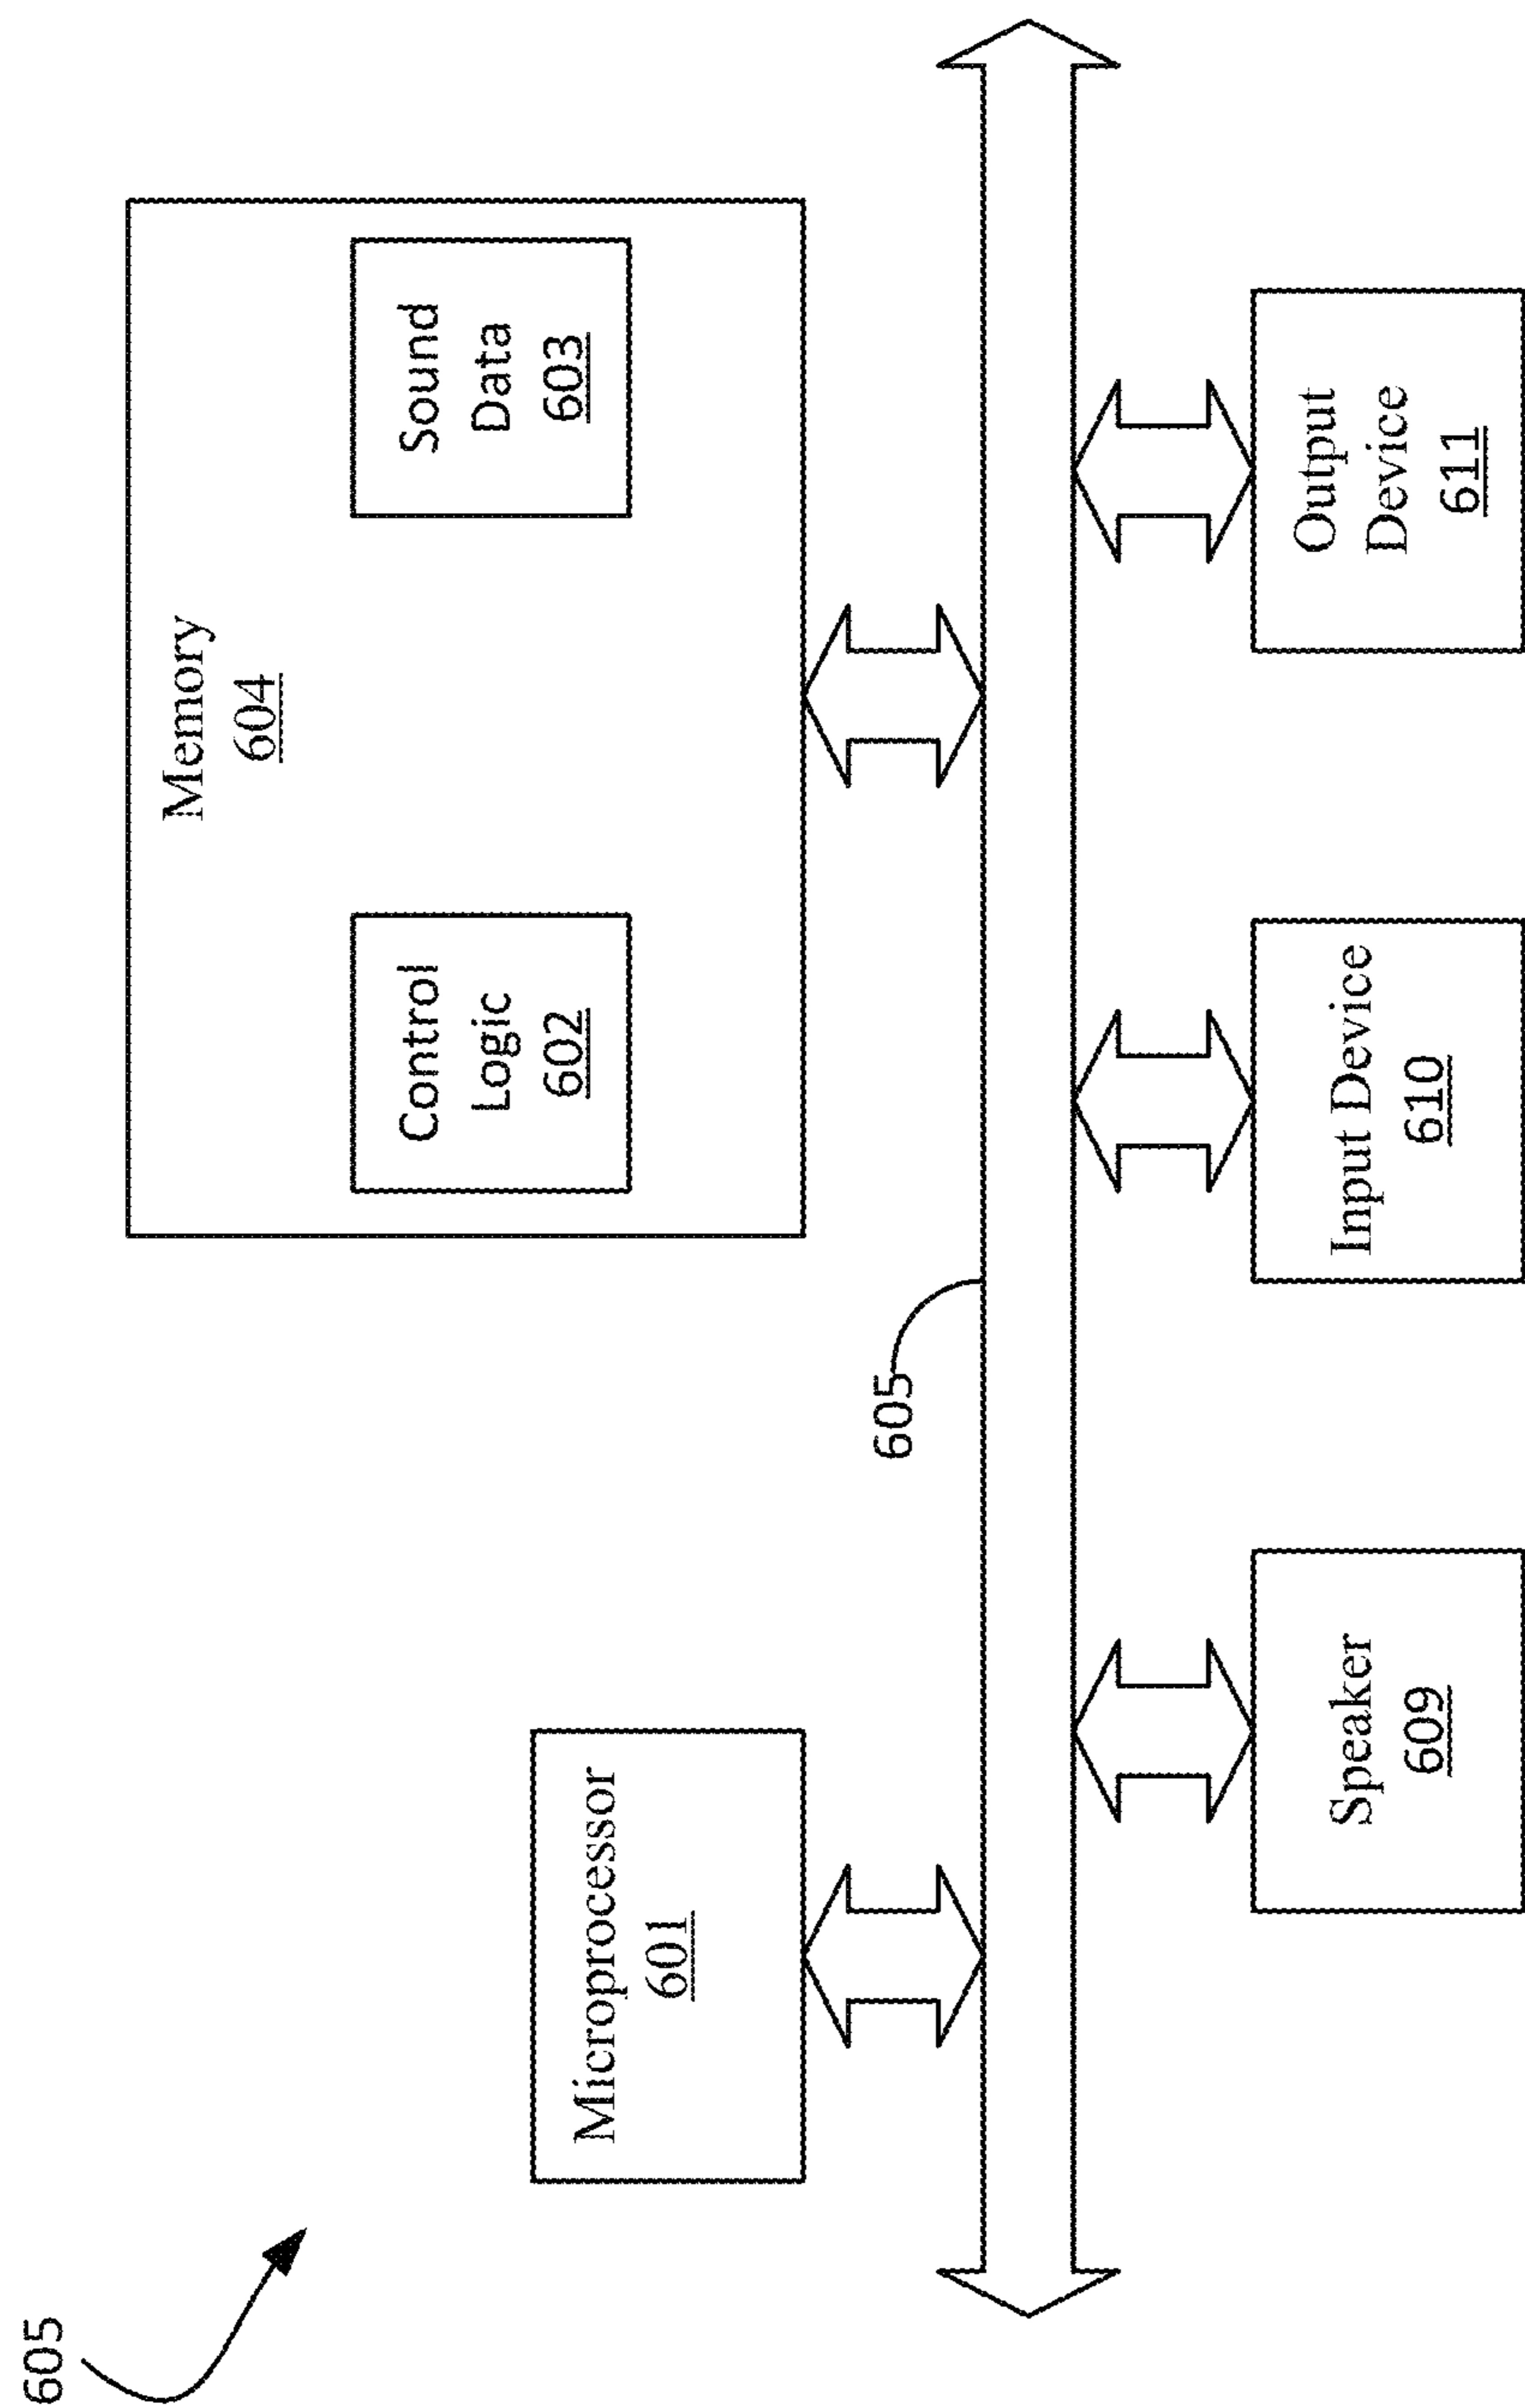 605
Memory
604
Control
Logic
602
Sound
Data
603
Microprocessor
601
605
Speaker
609
Input Device
610
Output
Device
611